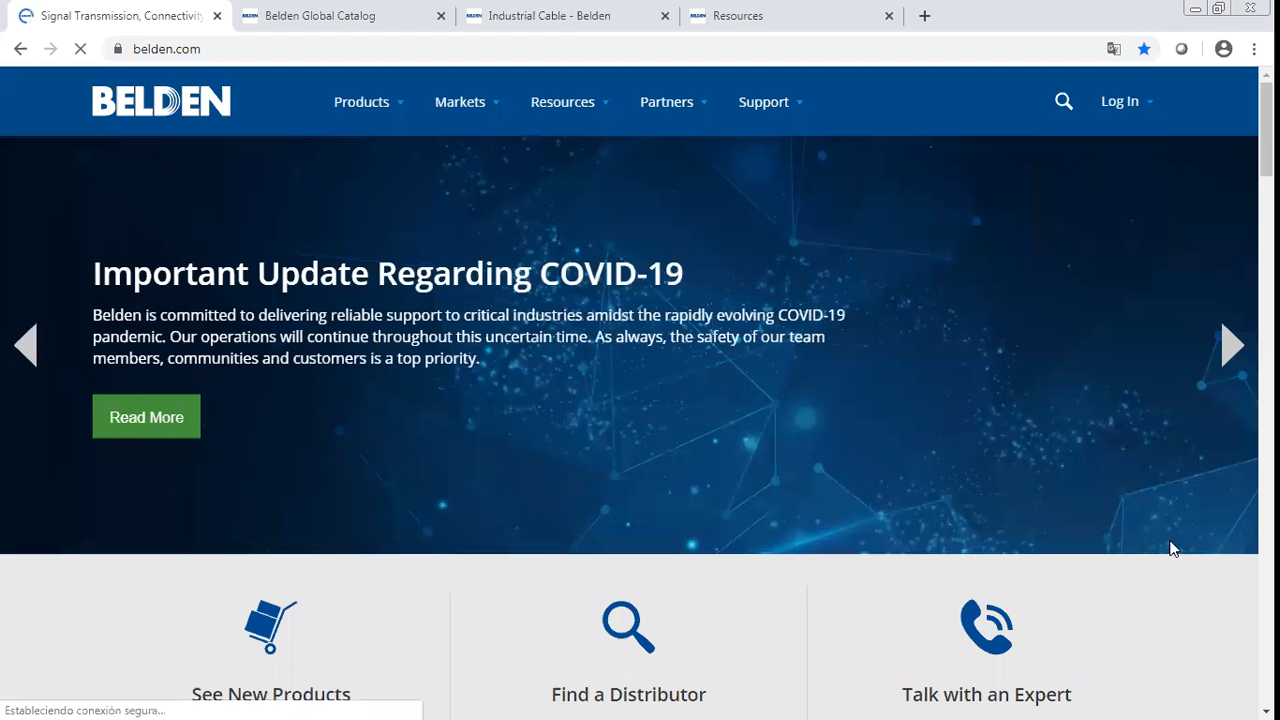 Signal Transmission, Connectivity
Belden Global Catalog
Industrial Cable - Belden
Resources
belden.com
BELDEN
Products
Markets
Resources
Partners
Support
Log In
Important Update Regarding COVID-19
Belden is committed to delivering reliable support to critical industries amidst the rapidly evolving COVID-19
pandemic. Our operations will continue throughout this uncertain time. As always, the safety of our team
members, communities and customers is a top priority.
Read More
See New Products
Find a Distributor
Talk with an Expert
Estableciendo conexión segura...